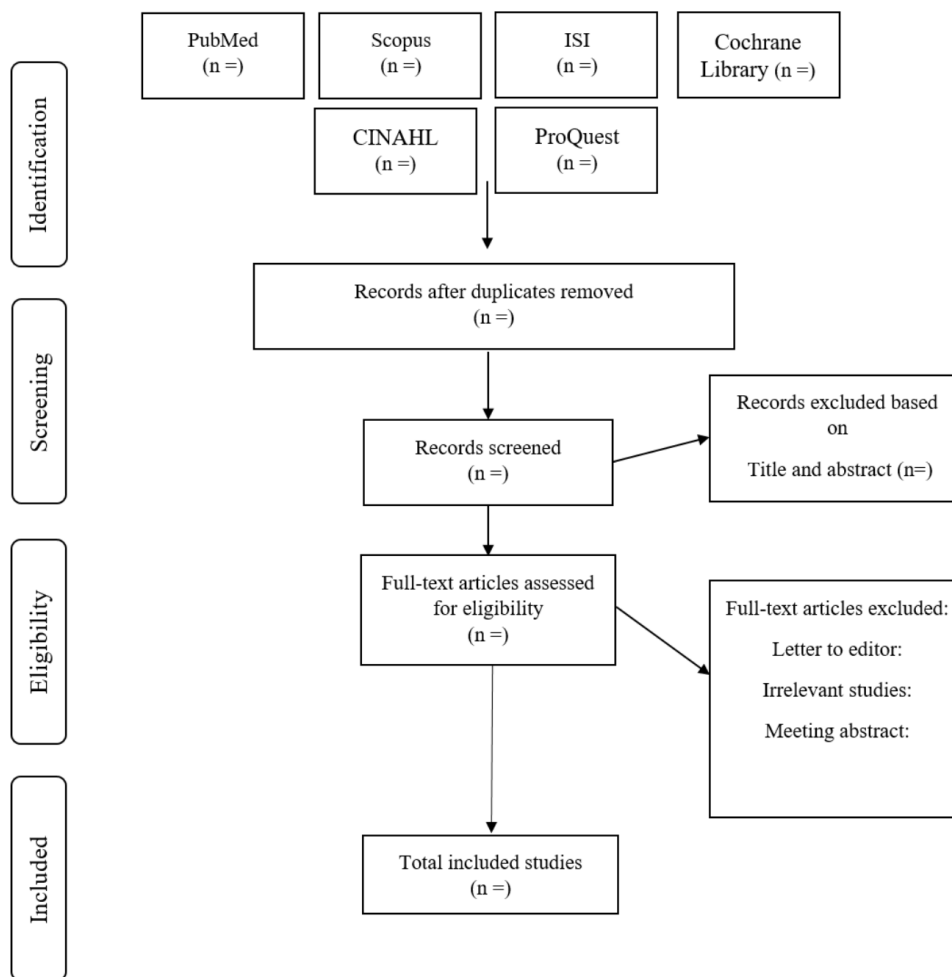 PubMed
(n =)
Scopus
(n =)
ISI
(n =)
Cochrane
Library (n =)
CINAHL
(n =)
ProQuest
(n =)
Identification
Records after duplicates removed
(n =)
Screening
Records screened
(n =)
Records excluded based
on
Title and abstract (n=)
Eligibility
Full-text articles assessed
for eligibility
(n =)
Full-text articles excluded:
Letter to editor:
Irrelevant studies:
Meeting abstract:
Included
Total included studies
(n =)